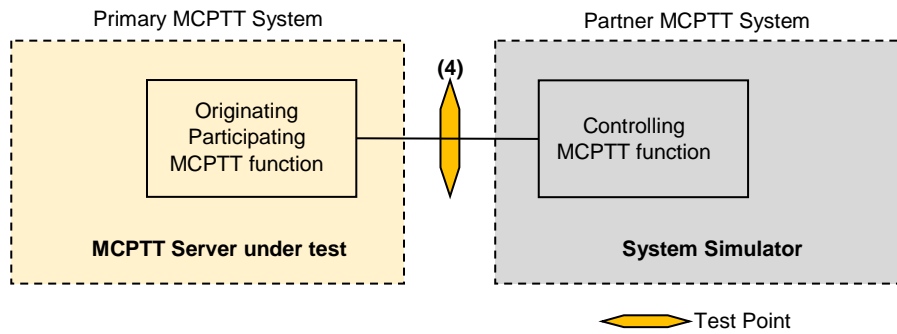 Primary MCPTT System
Partner MCPTT System
(4)
Originating
Participating
MCPTT function
Controlling
MCPTT function
MCPTT Server under test
System Simulator
Test Point